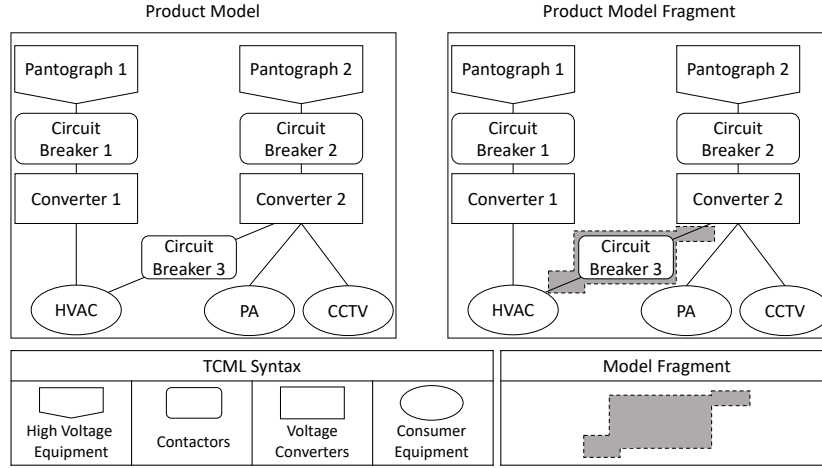 Product Model
Pantograph 1
Pantograph 2
Circuit
Breaker 1
Circuit
Breaker 2
Converter 1
Converter 2
Circuit
Breaker 3
HVAC
PA
CCTV
Product Model Fragment
Pantograph 1
Pantograph 2
Circuit
Breaker 1
Circuit
Breaker 2
Converter 1
Converter 2
Circuit
Breaker 3
HVAC
PA
CCTV
TCML Syntax
High Voltage
Equipment
Contactors
Voltage
Converters
Consumer
Equipment
Model Fragment